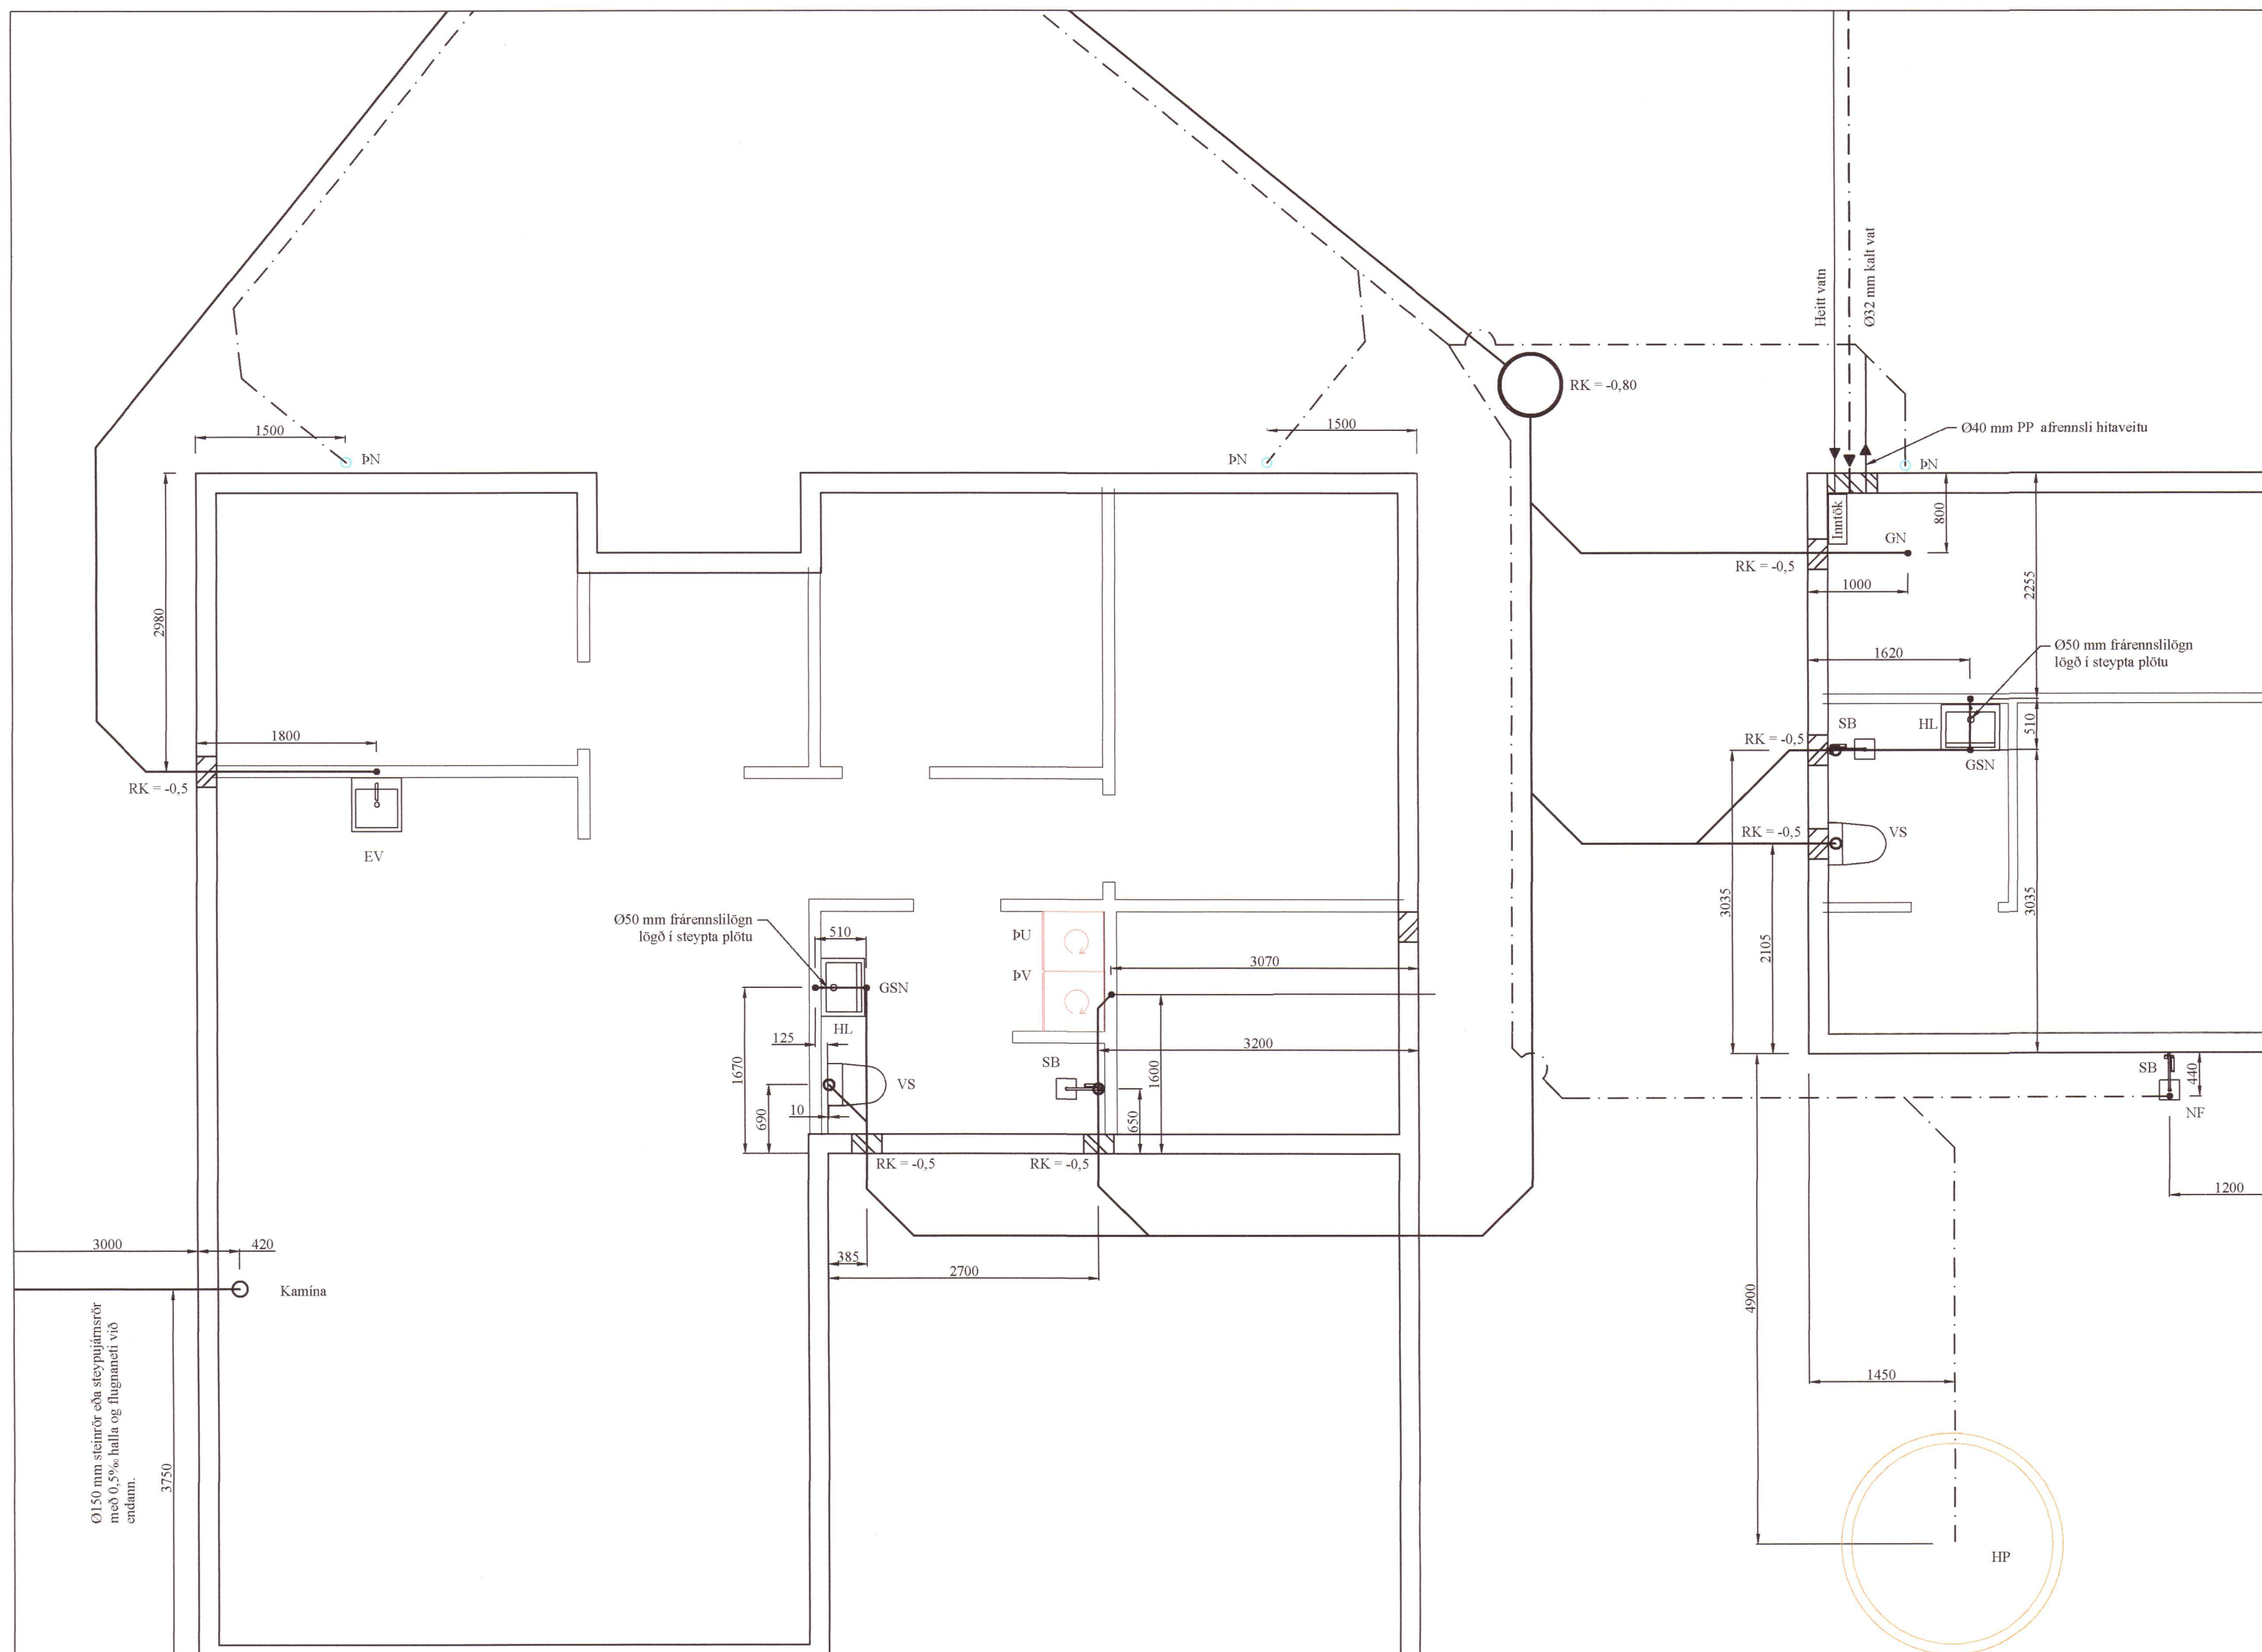 Heitt vatn
Ø32 mm kalt vat
RK = -0,80
1500
1500
Ø40 mm PP afrennsli hitaveitu
ÞN
ÞN
ÞN
Inntök
800
GN
RK = -0,5
1000
2255
2980
Ø50 mm frárennslilögn
lögð í steypta plötu
1620
1800
RK = -0,5
SB
HL
510
GSN
RK = -0,5
EV
RK = -0,5
VS
3035
2105
3035
Ø50 mm frárennslilögn
lögð í steypta plötu
510
ÞU
ÞV
3070
GSN
HL
125
1670
690
10
VS
SB
3200
1600
650
RK = -0,5
RK = -0,5
SB
440
NF
1200
3000
420
385
2700
Kamína
4900
1450
Ø150 mm steinrör eða steypujárnsrör
með 0,5‰ halla og flugnaneti við
endann.
3750
HP